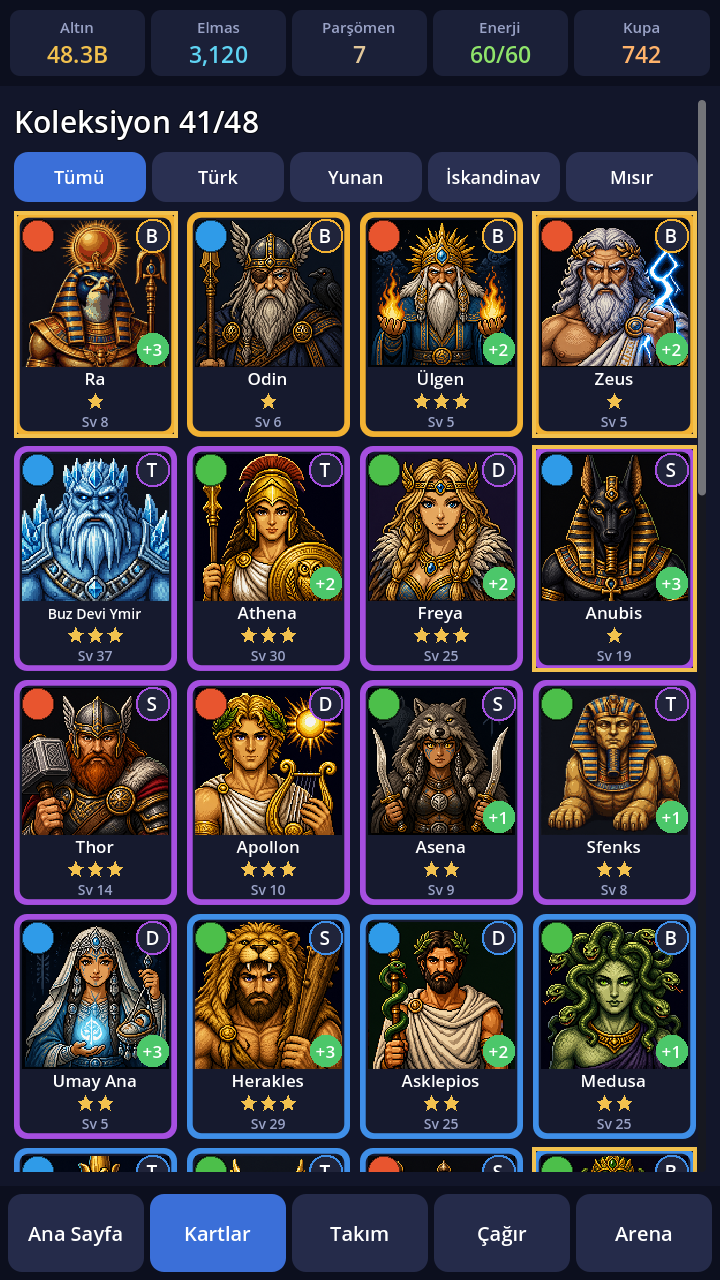 Altın Elmas Parşömen Enerji Kupa
48.3B 3,120 7 60/60 742
Koleksiyon 41/48
Tümü Türk Yunan İskandinav Mısır
B B B B
+3 +2 +2
Ra Odin Ülgen Zeus
Sv 8 Sv 6 Sv 5 Sv 5
T T D S
+2 +2 +3
Buz Devi Ymir Athena Freya Anubis
Sv 37 Sv 30 Sv 25 Sv 19
S D S T
+1 +1
Thor Apollon Asena Sfenks
Sv 14 Sv 10 Sv 9 Sv 8
D S D B
+3 +3 +2 +1
Umay Ana Herakles Asklepios Medusa
Sv 5 Sv 29 Sv 25 Sv 25
T T S
Ana Sayfa Kartlar Takım Çağır Arena